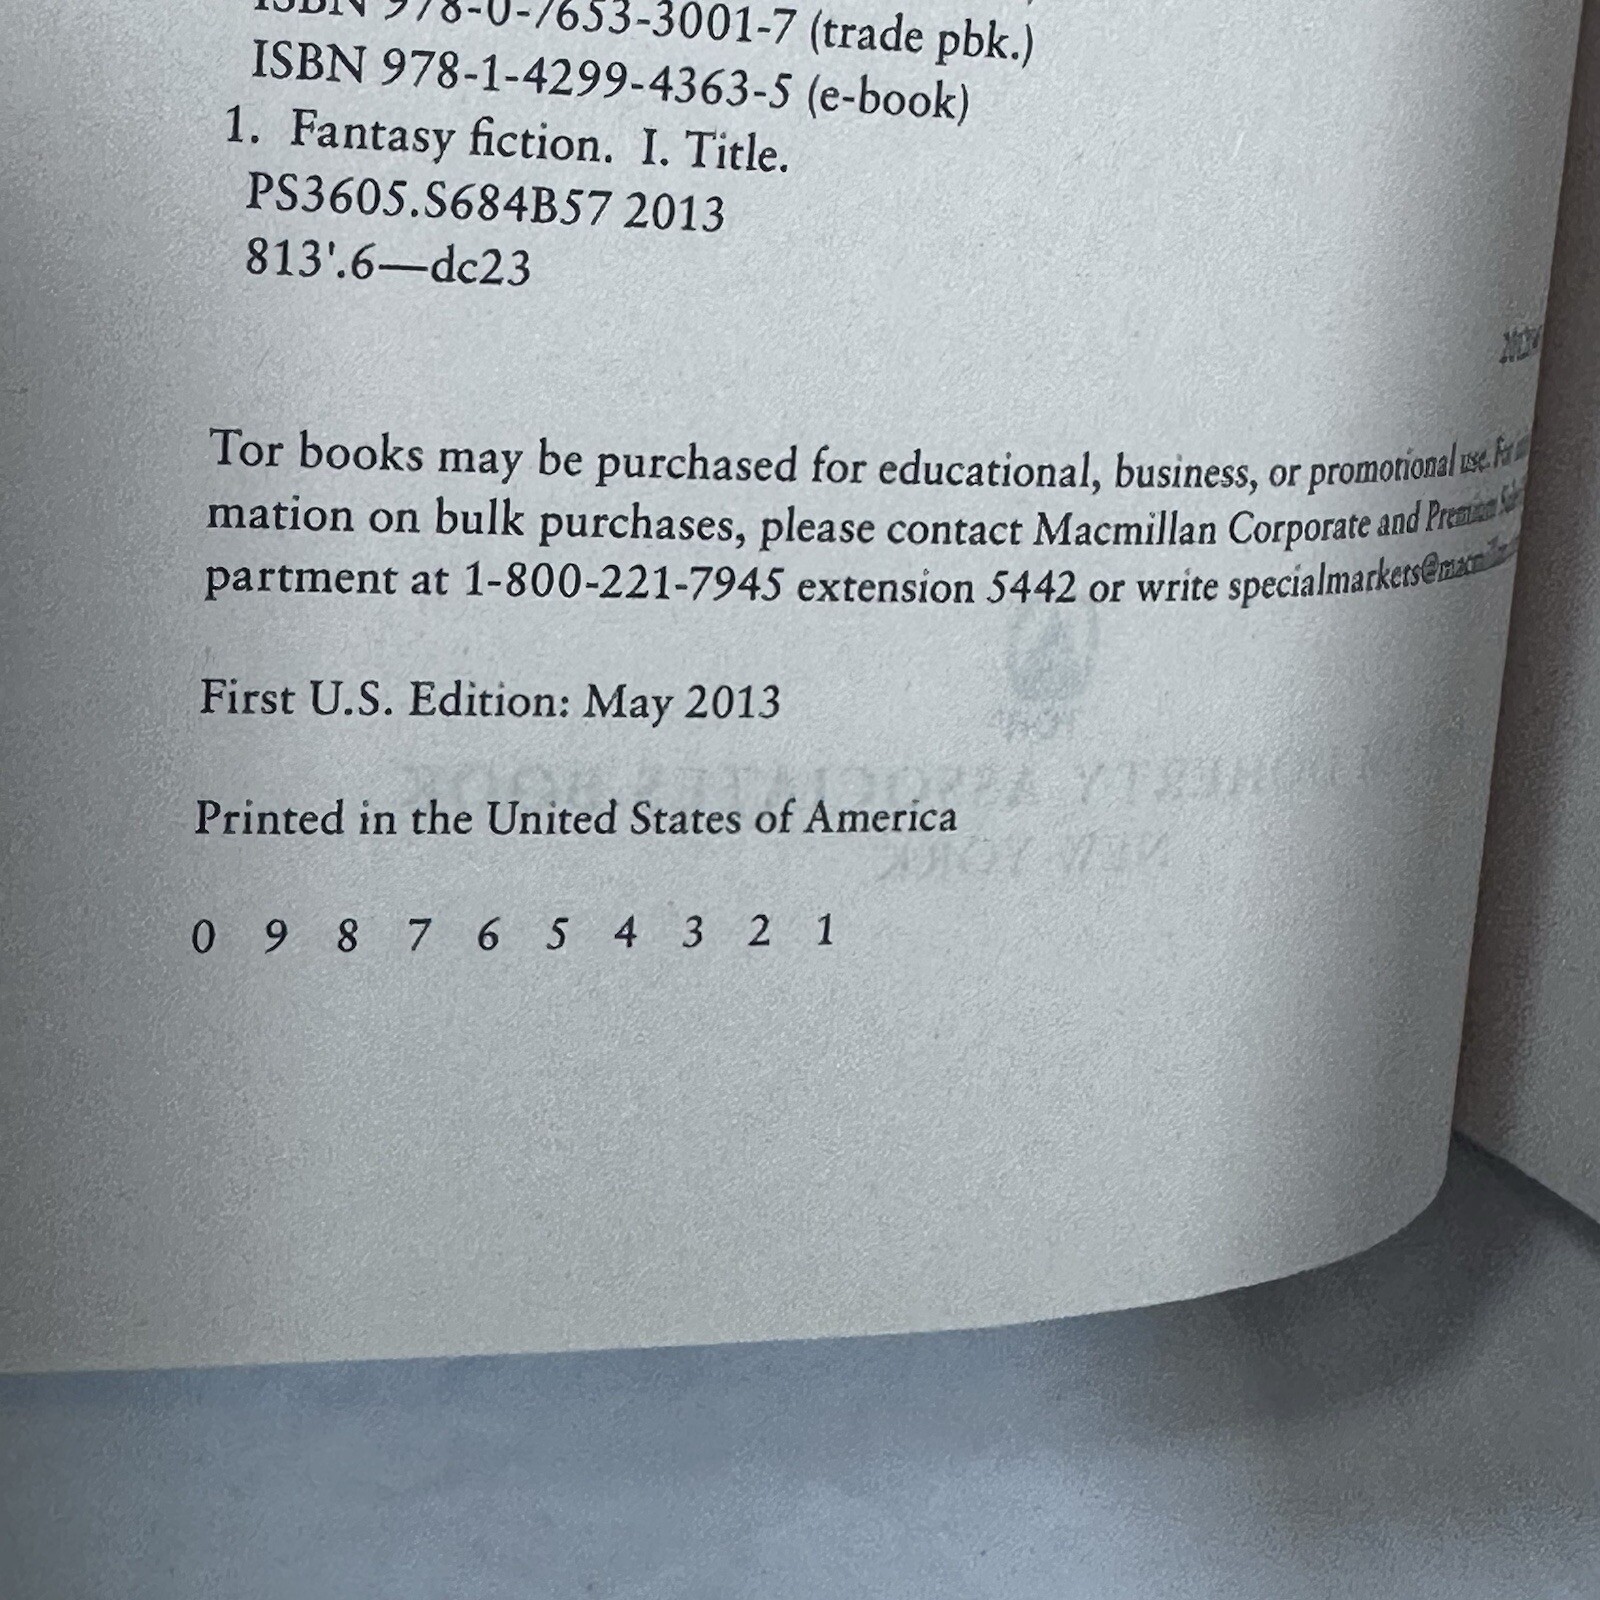 ISBN 978-0-7653-3001-7 (trade pbk.)
ISBN 978-1-4299-4363-5 (e-book)
1. Fantasy fiction. I. Title.
PS3605.S684B57 2013
813'.6—dc23
Tor books may be purchased for educational, business, or promotional use. For
mation on bulk purchases, please contact Macmillan Corporate and Premium
partment at 1-800-221-7945 extension 5442 or write
First U.S. Edition: May 2013
Printed in the United States of America
0 9 8 7 6 5 4 3 2 1